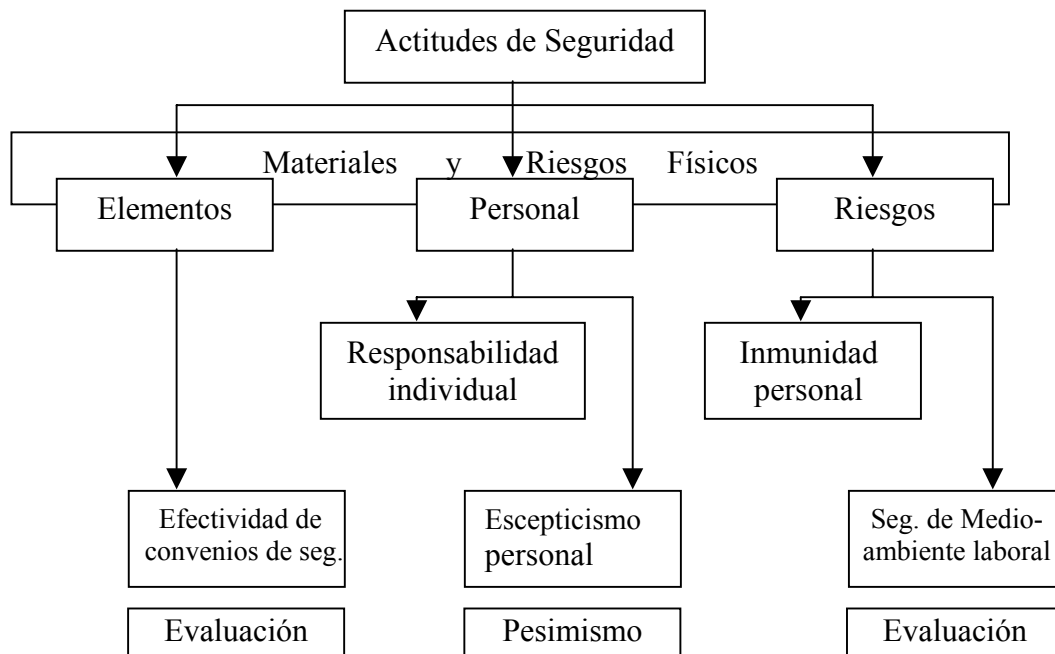 Actitudes de Seguridad
Materiales y Riesgos Físicos
Elementos
Personal
Riesgos
Responsabilidad
individual
Inmunidad
personal
Efectividad de
convenios de seg.
Escepticismo
personal
Seg. de Medio-
ambiente laboral
Evaluación
Pesimismo
Evaluación